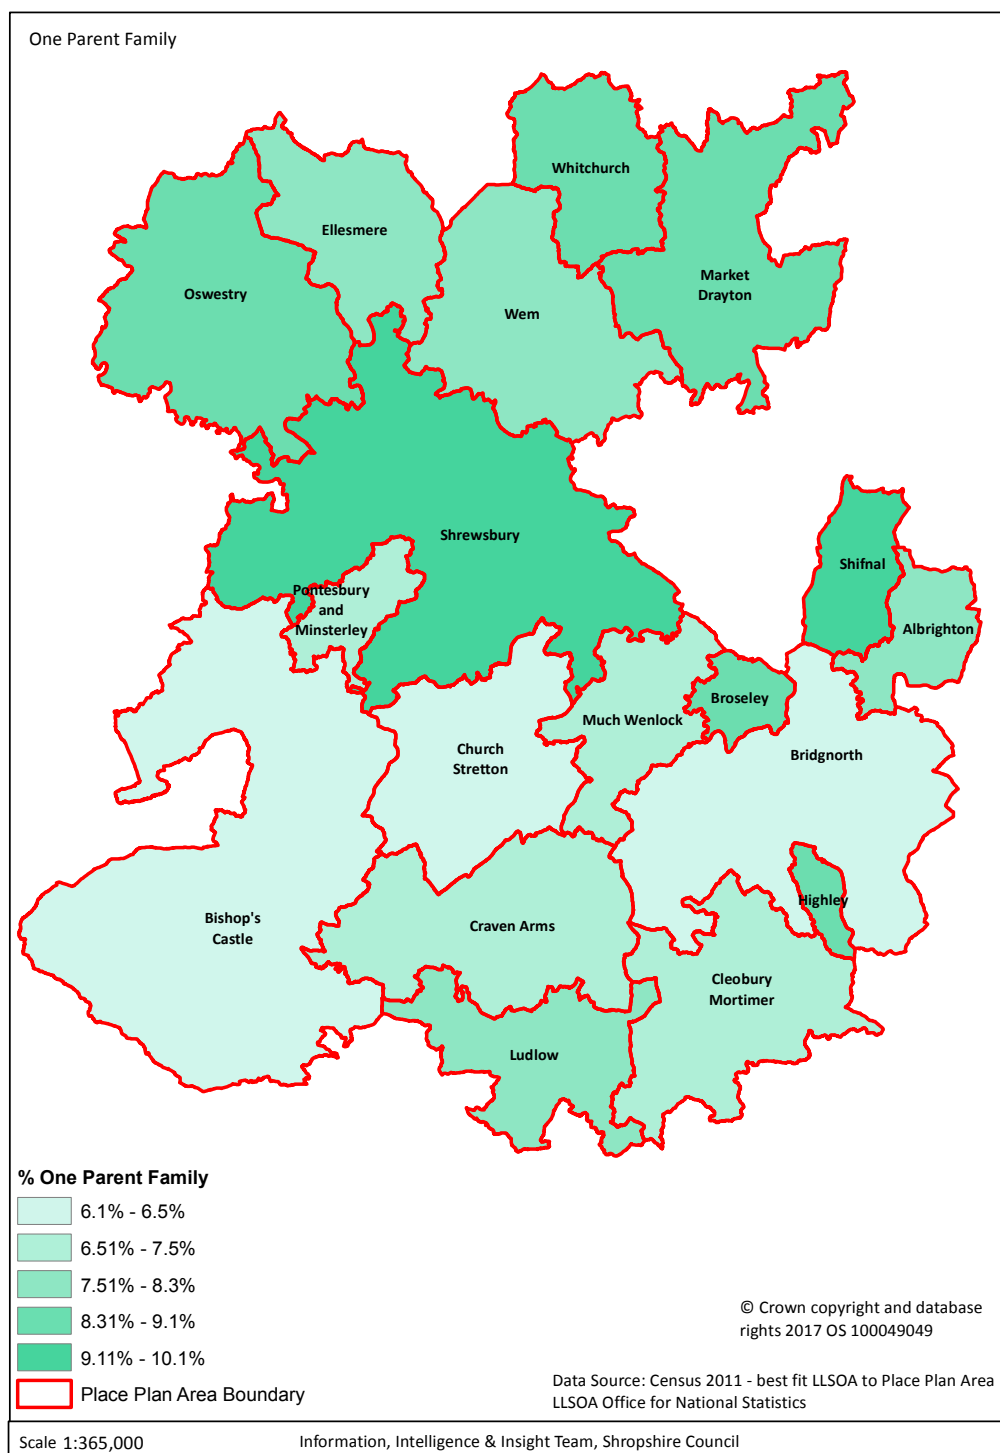 One Parent Family
Whitchurch
Ellesmere
Market
Drayton
Oswestry
Wem
Shrewsbury
Shifnal
Pontesbury
and
Minsterley
Albrighton
Broseley
Much Wenlock
Church
Stretton
Bridgnorth
Highley
Bishop's
Castle
Craven Arms
Cleobury
Mortimer
Ludlow
% One Parent Family
6.1% - 6.5%
6.51% - 7.5%
7.51% - 8.3%
8.31% - 9.1%
9.11% - 10.1%
Place Plan Area Boundary
© Crown copyright and database
rights 2017 OS 100049049
Data Source: Census 2011 - best fit LLSOA to Place Plan Area
LLSOA Office for National Statistics
Scale 1:365,000
Information, Intelligence & Insight Team, Shropshire Council